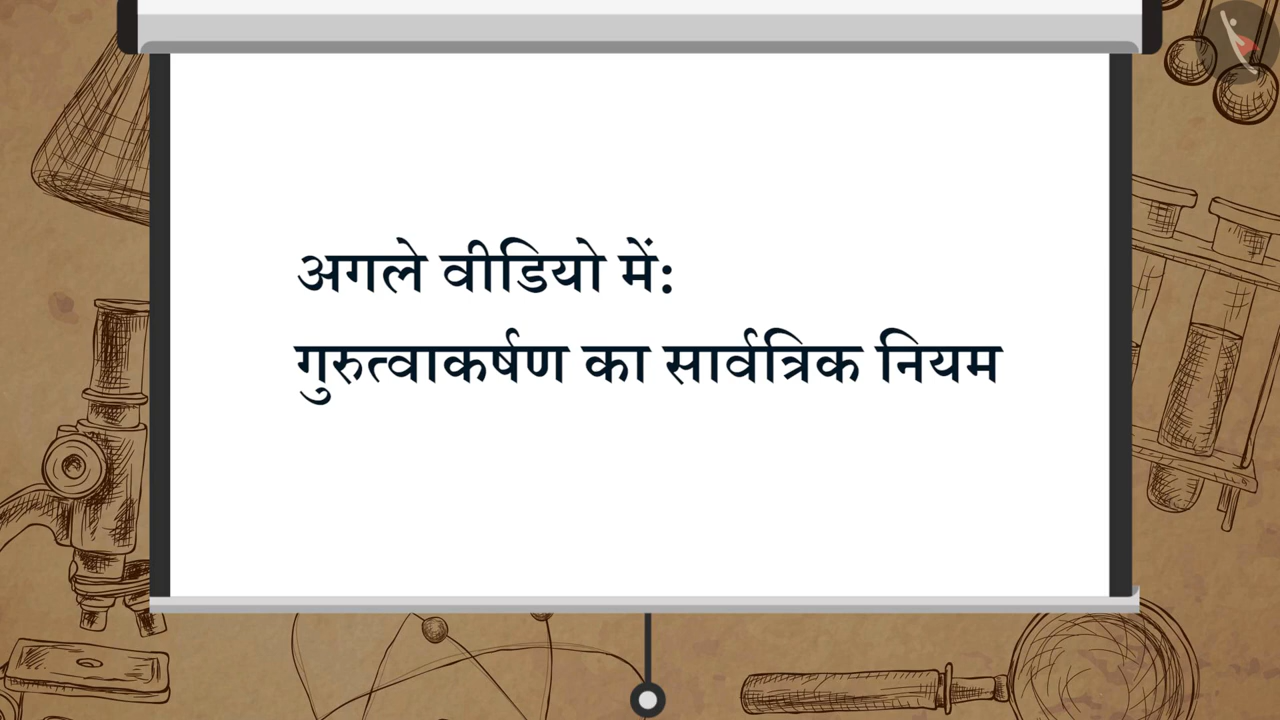 अगले वीडियो में:
गुरुत्वाकर्षण का सार्वत्रिक नियम